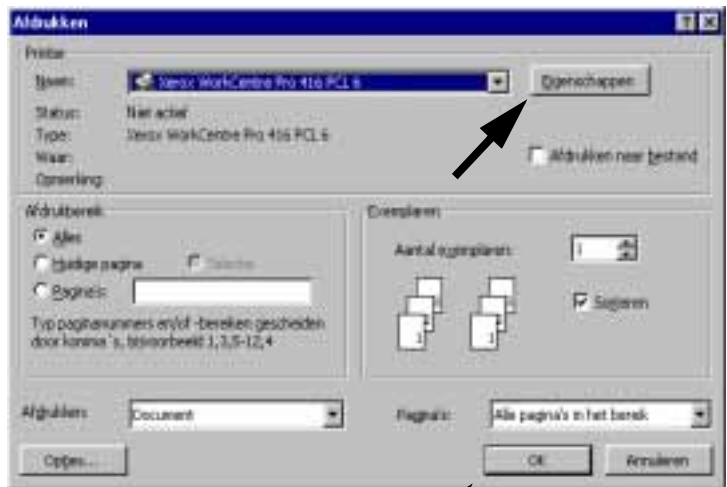 Afdrukken
Printer
Naam: Xerox WorkCentre Pro 416 PCL 6 Eigenschappen
Status: Niet actief
Type: Xerox WorkCentre Pro 416 PCL 6
Waar:
Opmerking: Afdrukken naar bestand
Afdrukbereik
Alles
Huidige pagina Selectie
Pagina's:
Typ paginanummers en/of -bereiken gescheiden
door komma's, bijvoorbeeld 1,3,5-12,4
Exemplaren
Aantal exemplaren: 1
Sorteren
1 1
Afdrukken: Document
Pagina's: Alle pagina's in het bereik
Opties... OK Annuleren